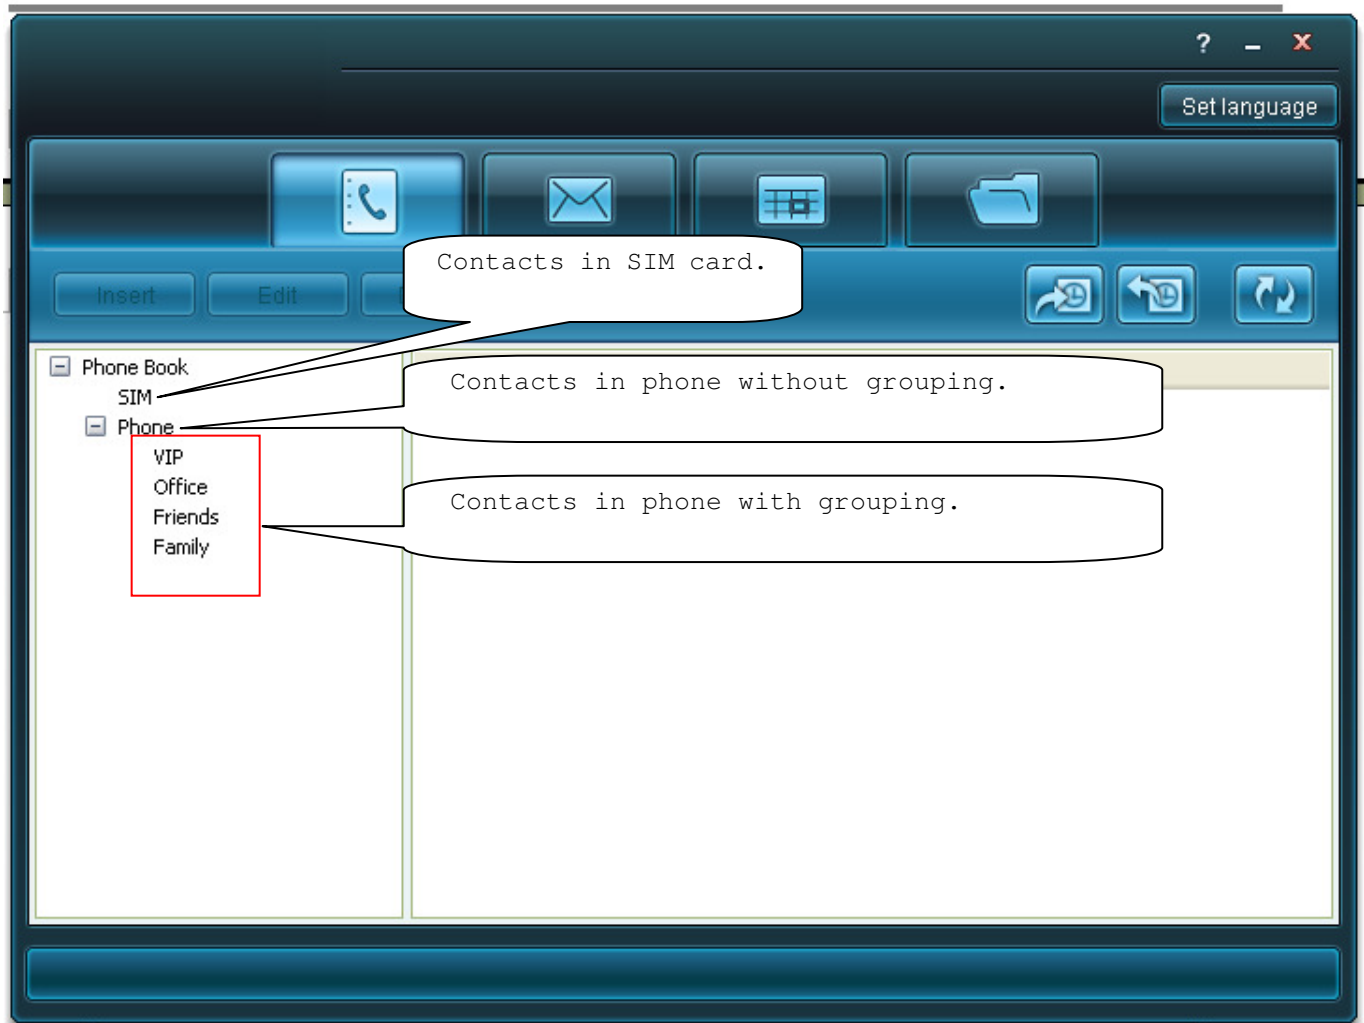 ?
Set language
Contacts in SIM card.
Insert
Edit
Phone Book
SIM
Contacts in phone without grouping.
Phone
VIP
Office
Contacts in phone with grouping.
Friends
Family